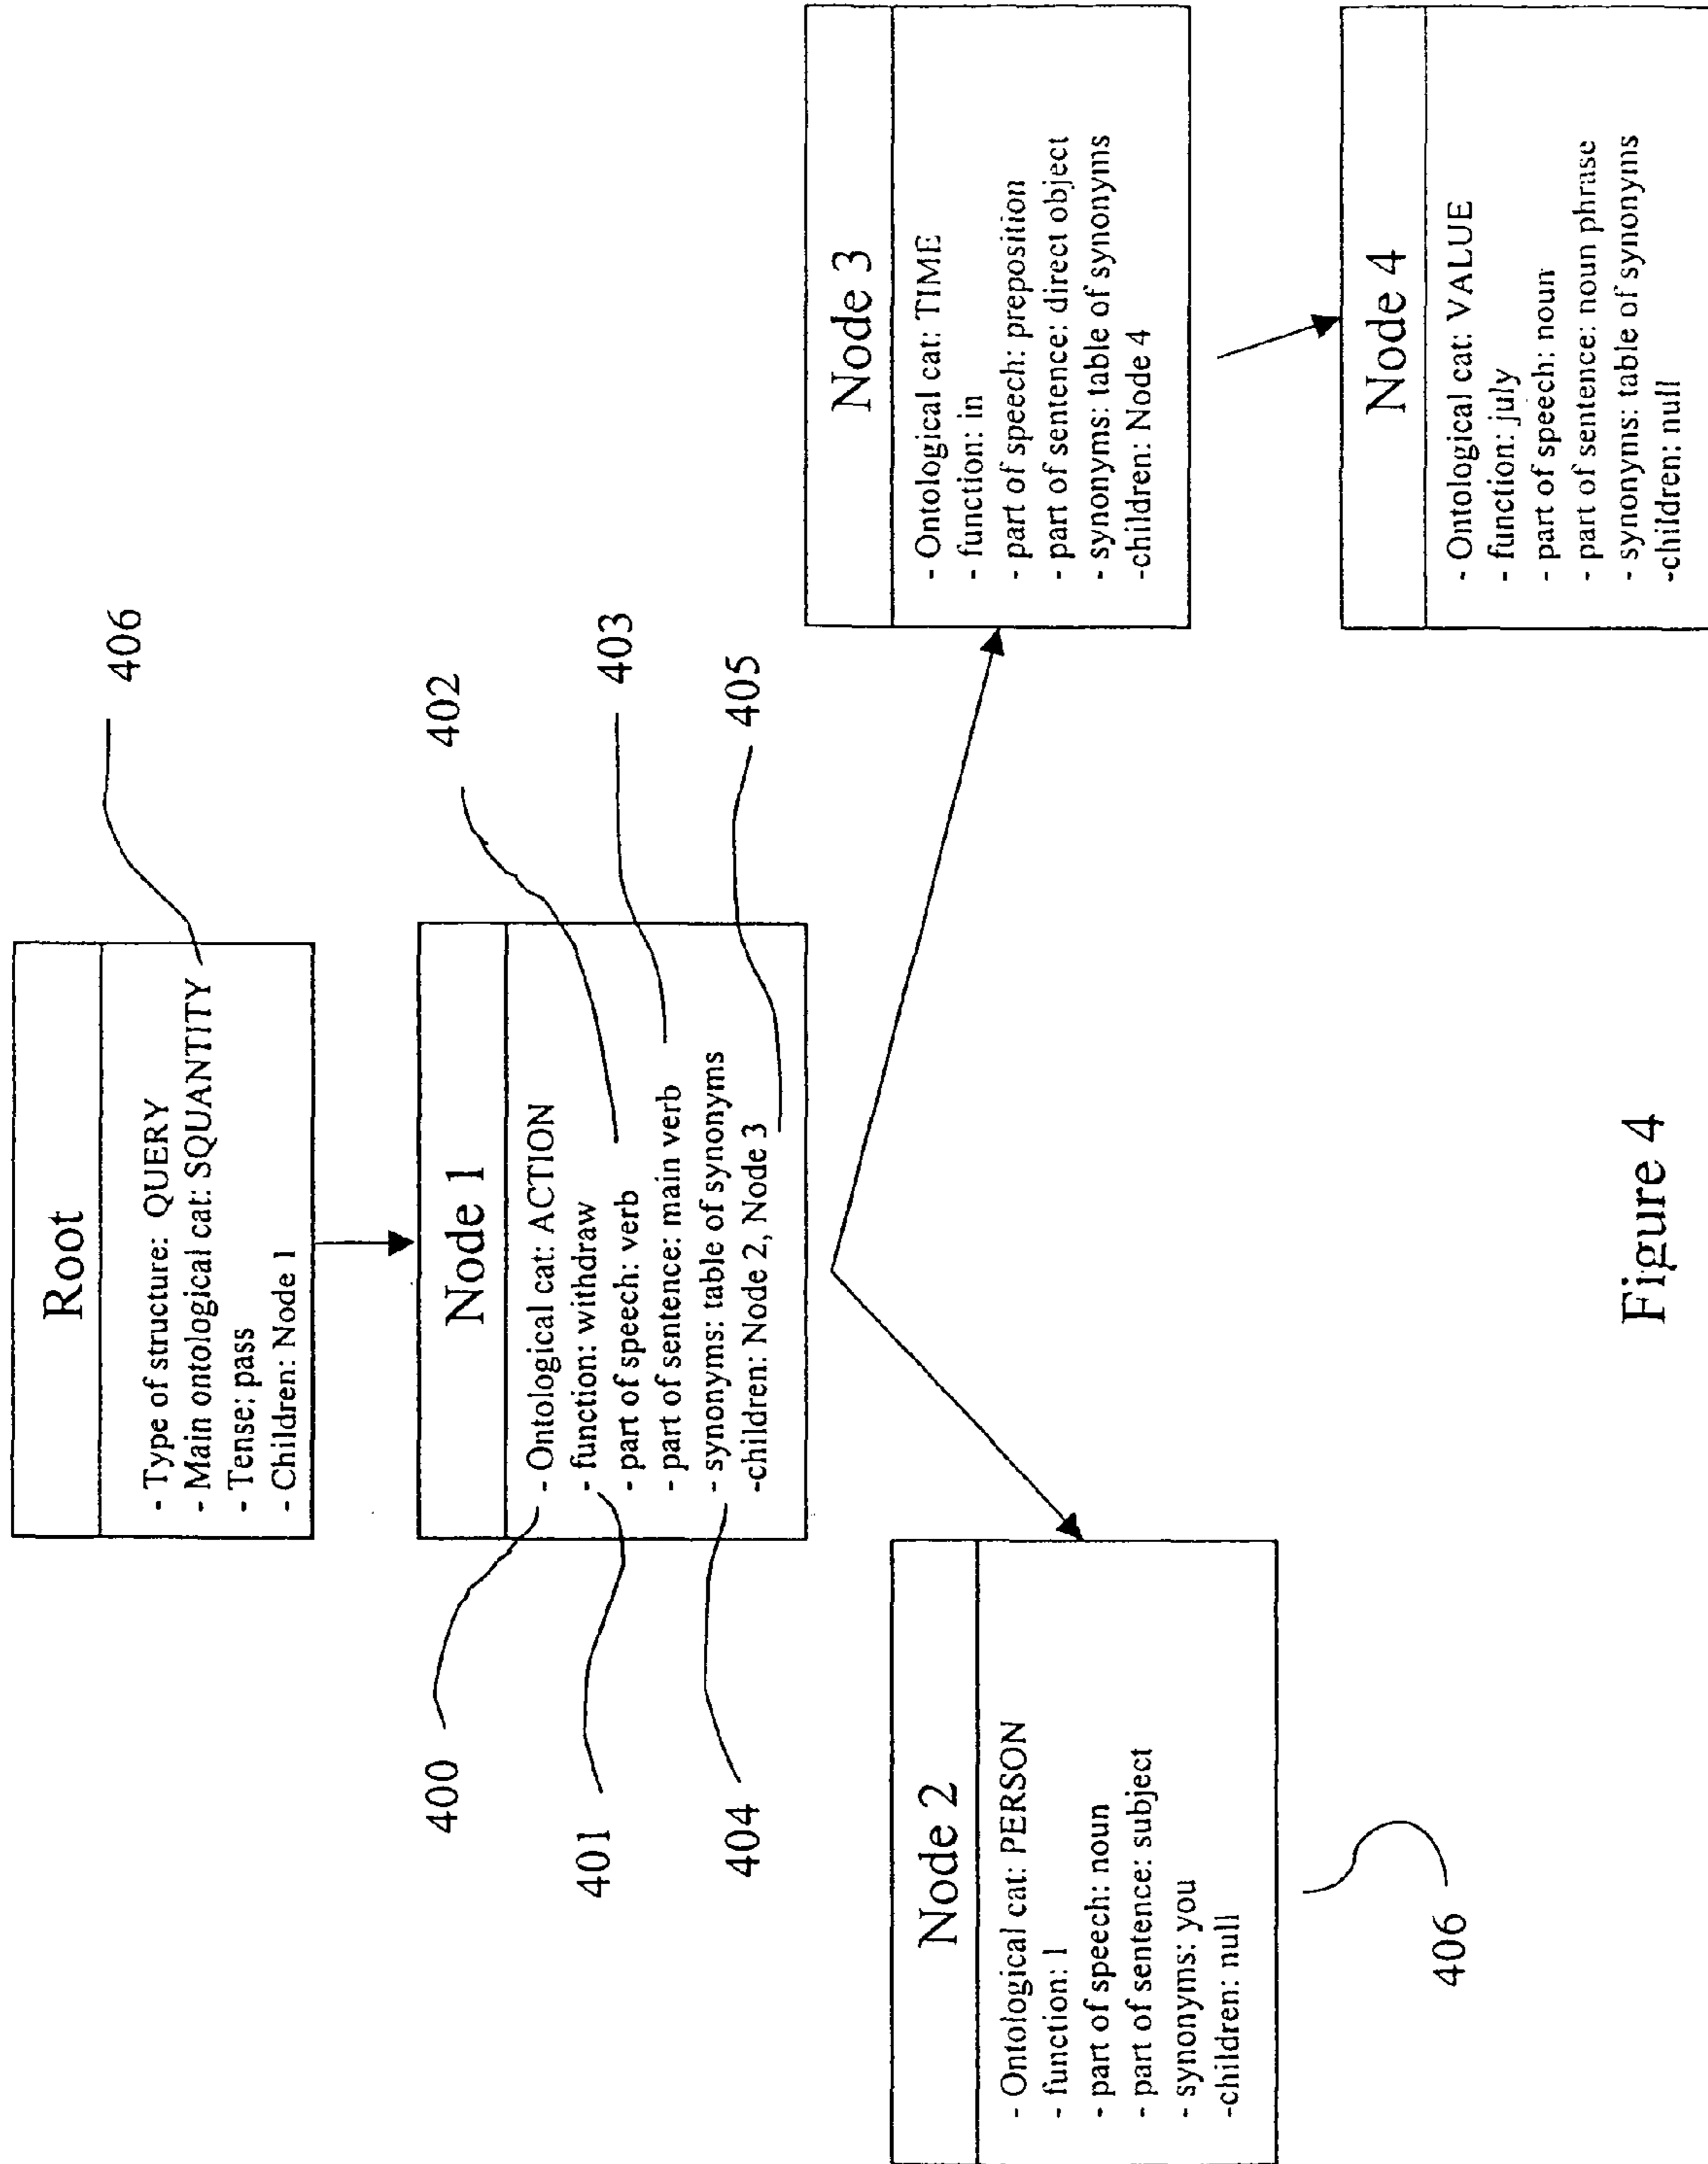 Root
- Type of structure: QUERY
- Main ontological cat: SQUANTITY
- Tense: pass
- Children: Node 1
406
Node 1
- Ontological cat: ACTION
- function: withdraw
- part of speech: verb
- part of sentence: main verb
- synonyms: table of synonyms
-children: Node 2, Node 3
400
401
404
402
403
405
Node 2
- Ontological cat: PERSON
- function: I
- part of speech: noun
- part of sentence: subject
- synonyms: you
-children: null
406
Node 3
- Ontological cat: TIME
- function: in
- part of speech: preposition
- part of sentence: direct object
- synonyms: table of synonyms
-children: Node 4
Node 4
- Ontological cat: VALUE
- function: july
- part of speech: noun
- part of sentence: noun phrase
- synonyms: table of synonyms
-children: null
Figure 4